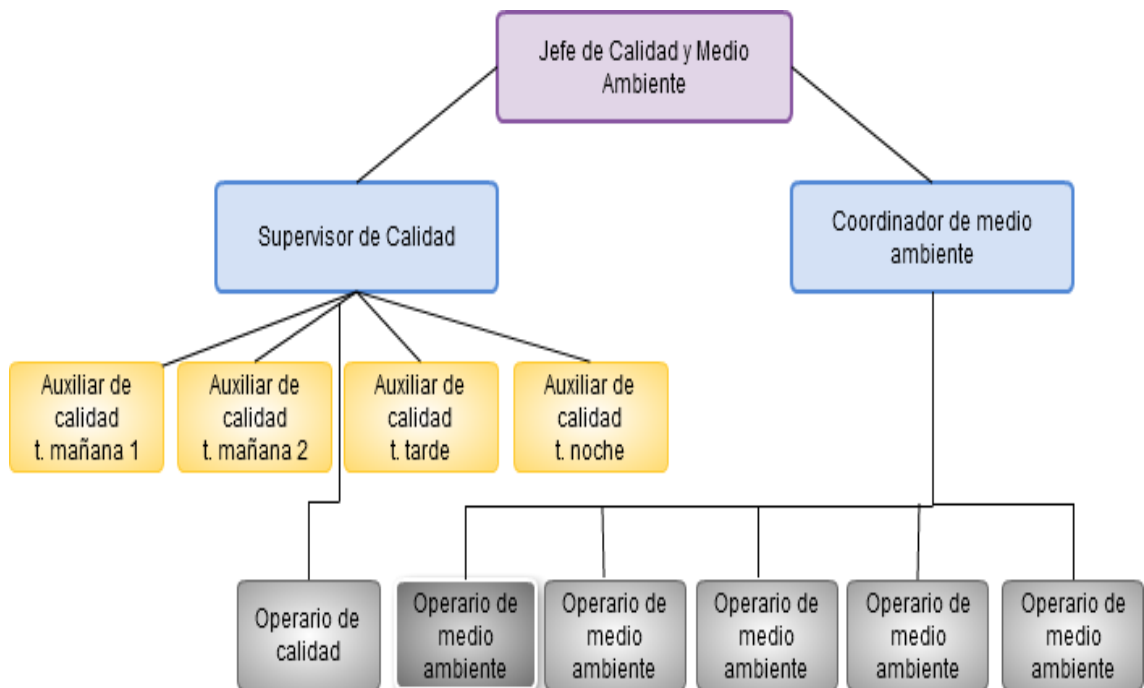 Jefe de Calidad y Medio
Ambiente
Supervisor de Calidad
Coordinador de medio
ambiente
Auxiliar de
calidad
t. mañana 1
Auxiliar de
calidad
t. mañana 2
Auxiliar de
calidad
t. tarde
Auxiliar de
calidad
t. noche
Operario de
calidad
Operario de
medio
ambiente
Operario de
medio
ambiente
Operario de
medio
ambiente
Operario de
medio
ambiente
Operario de
medio
ambiente